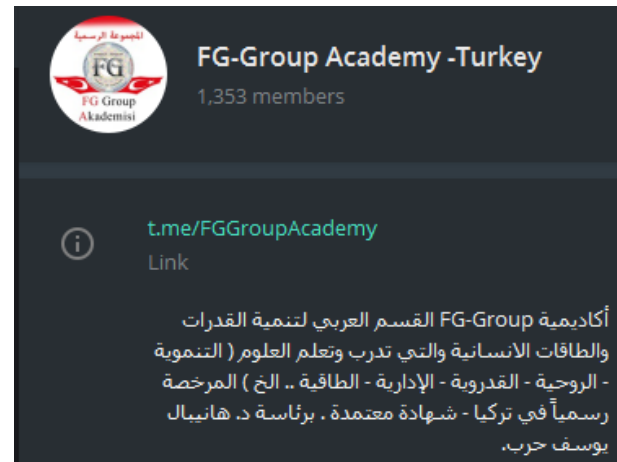 المجموعة الرسمية
FG
FG Group
Akademisi
FG-Group Academy -Turkey
1,353 members
t.me/FGGroupAcademy
Link
أكاديمية FG-Group القسم العربي لتنمية القدرات
والطاقات الانسانية والتي تدرب وتعلم العلوم ( التنموية
- الروحية - القدروية - الإدارية - الطاقية .. الخ ) المرخصة
رسمياً في تركيا - شهادة معتمدة . برئاسة د. هانيبال
يوسف حرب.